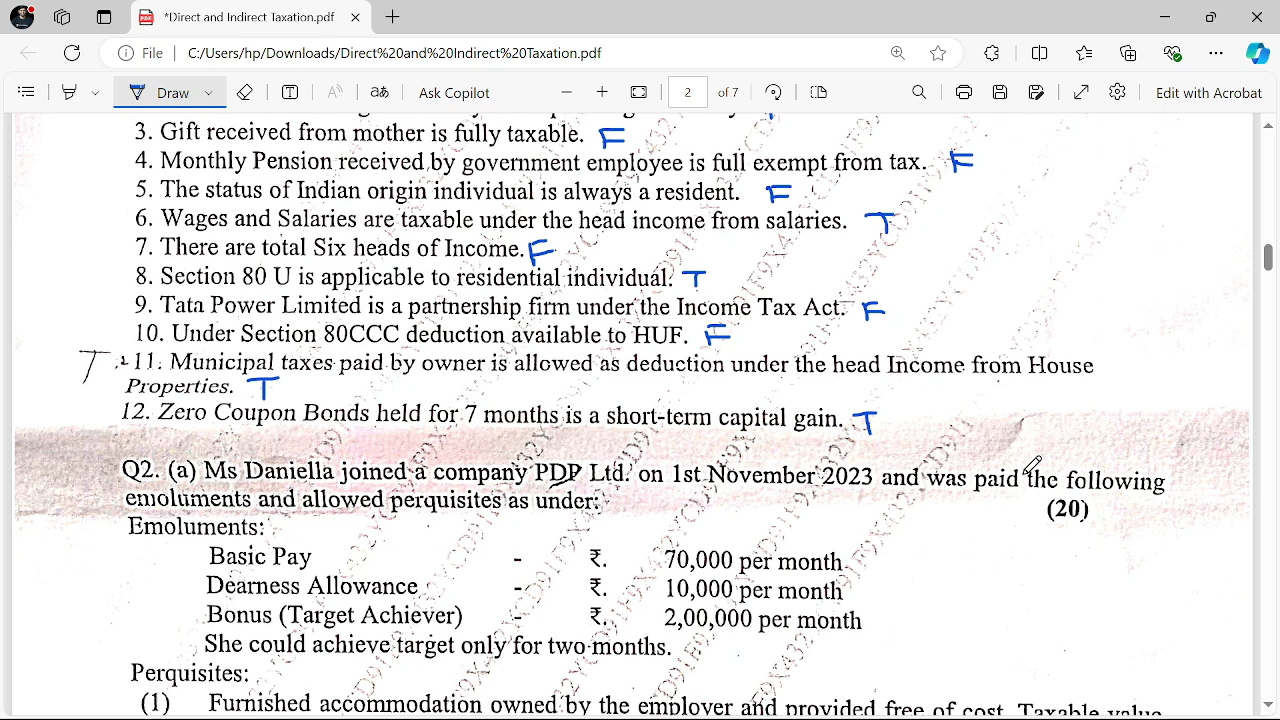 *Direct and Indirect Taxation.pdf
File
C:/Users/hp/Downloads/Direct%20and%20Indirect%20Taxation.pdf
Draw
Ask Copilot
2 of 7
Edit with Acrobat
3. Gift received from mother is fully taxable. F
4. Monthly Pension received by government employee is full exempt from tax. F
5. The status of Indian origin individual is always a resident. F
6. Wages and Salaries are taxable under the head income from salaries. T
7. There are total Six heads of Income. F
8. Section 80 U is applicable to residential individual. T
9. Tata Power Limited is a partnership firm under the Income Tax Act. F
10. Under Section 80CCC deduction available to HUF. F
T 11. Municipal taxes paid by owner is allowed as deduction under the head Income from House
Properties. T
12. Zero Coupon Bonds held for 7 months is a short-term capital gain. T
Q2. (a) Ms Daniella joined a company PDP Ltd. on 1st November 2023 and was paid the following
emoluments and allowed perquisites as under:
(20)
Emoluments:
Basic Pay - ₹. 70,000 per month
Dearness Allowance - ₹. 10,000 per month
Bonus (Target Achiever) - ₹. 2,00,000 per month
She could achieve target only for two months.
Perquisites:
(1) Furnished accommodation owned by the employer and provided free of cost. Taxable value